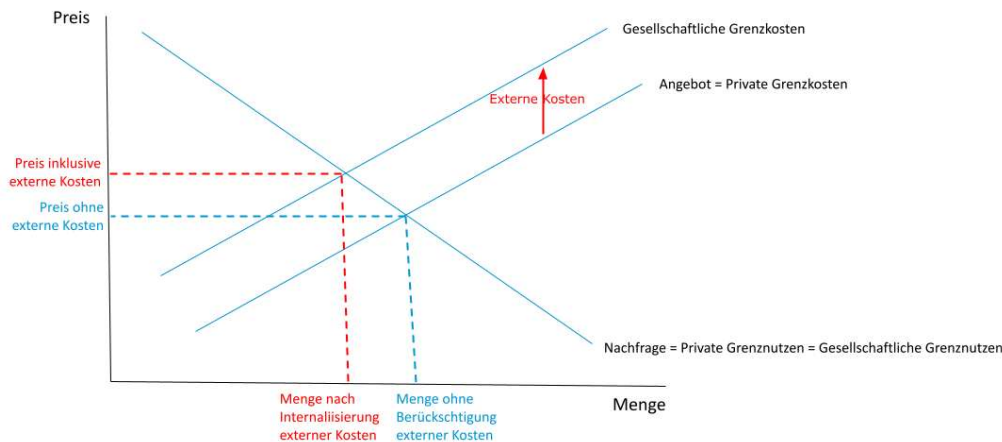 Preis
Gesellschaftliche Grenzkosten
Angebot = Private Grenzkosten
Externe Kosten
Preis inklusive
externe Kosten
Preis ohne
externe Kosten
Nachfrage = Private Grenznutzen = Gesellschaftliche Grenznutzen
Menge nach
Internaliisierung
externer Kosten
Menge ohne
Berückschtigung
externer Kosten
Menge